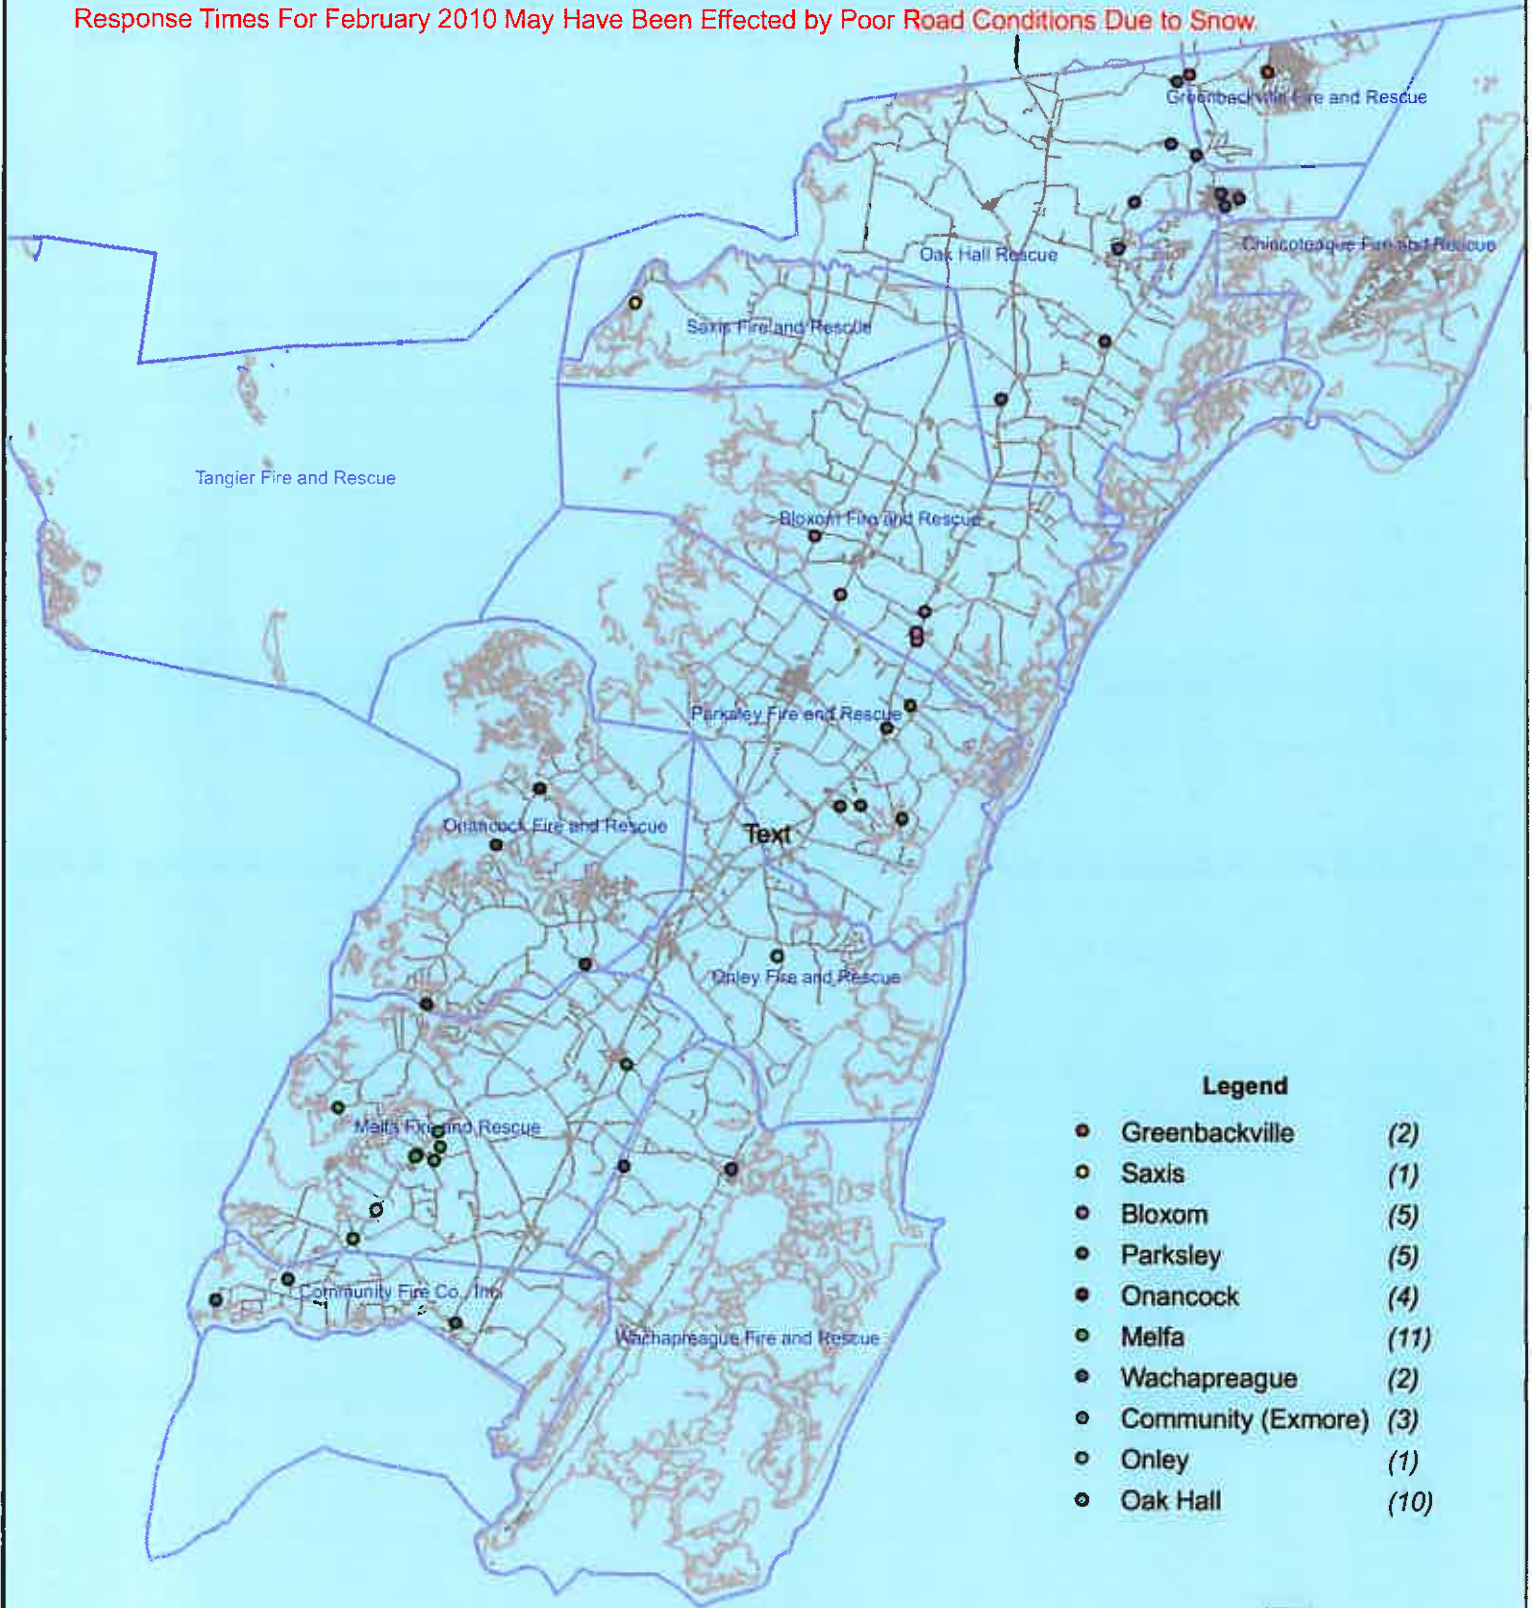 Response Times For February 2010 May Have Been Effected by Poor Road Conditions Due to Snow.
Greenbackville Fire and Rescue
Chincoteague Fire and Rescue
Oak Hall Rescue
Saxis Fire and Rescue
Tangier Fire and Rescue
Bloxom Fire and Rescue
Parksley Fire and Rescue
Onancock Fire and Rescue
Text
Onley Fire and Rescue
Melfa Fire and Rescue
Community Fire Co., Inc.
Wachapreague Fire and Rescue
Legend
Greenbackville (2)
Saxis (1)
Bloxom (5)
Parksley (5)
Onancock (4)
Melfa (11)
Wachapreague (2)
Community (Exmore) (3)
Onley (1)
Oak Hall (10)